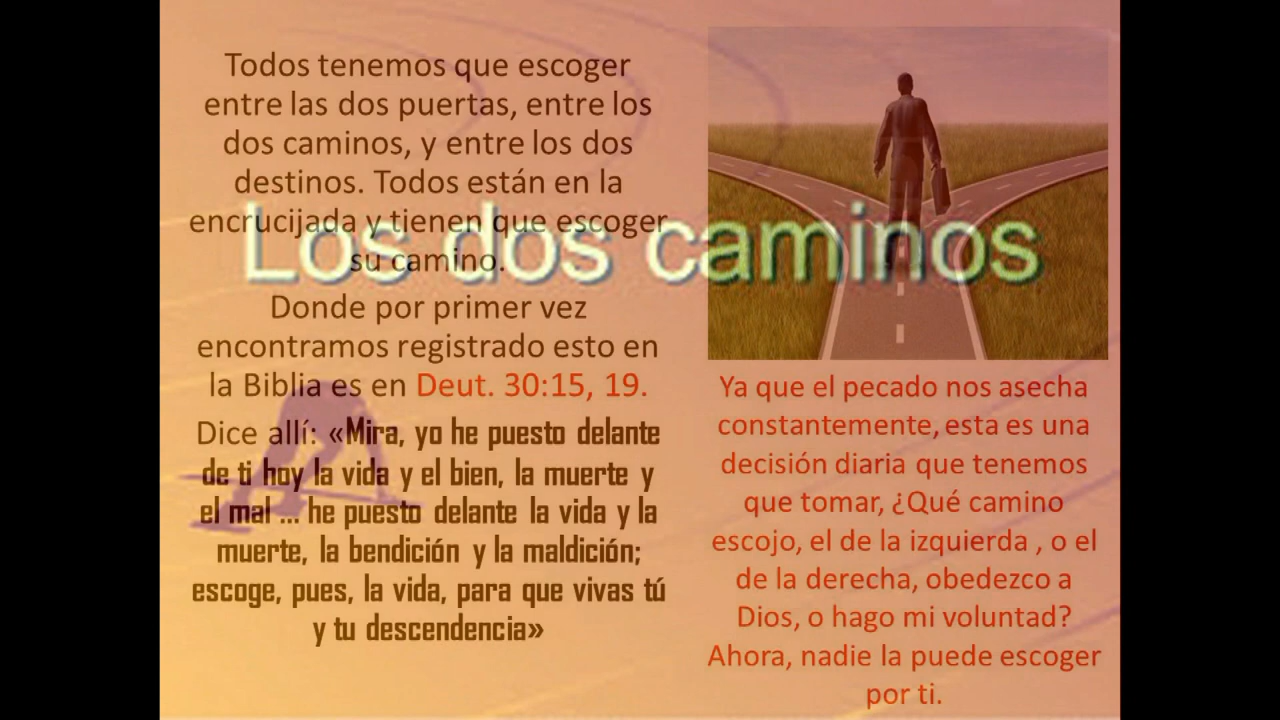 Todos tenemos que escoger
entre las dos puertas, entre los
dos caminos, y entre los dos
destinos. Todos están en la
encrucijada y tienen que escoger
su camino.
Los dos caminos
Donde por primer vez
encontramos registrado esto en
la Biblia es en Deut. 30:15, 19.
Dice allí: «Mira, yo he puesto delante
de ti hoy la vida y el bien, la muerte y
el mal ... he puesto delante la vida y la
muerte, la bendición y la maldición;
escoge, pues, la vida, para que vivas tú
y tu descendencia»
Ya que el pecado nos asecha
constantemente, esta es una
decisión diaria que tenemos
que tomar, ¿Qué camino
escojo, el de la izquierda , o el
de la derecha, obedezco a
Dios, o hago mi voluntad?
Ahora, nadie la puede escoger
por ti.